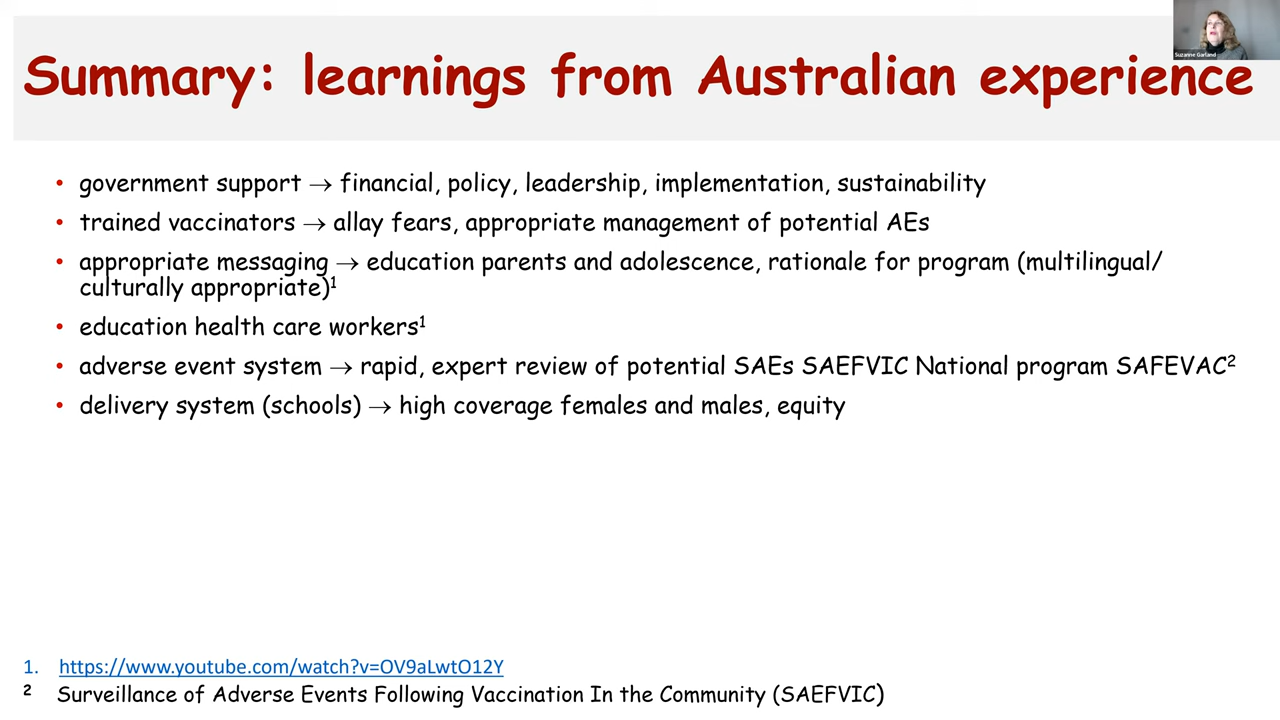 Suzanne Garland
Summary: learnings from Australian experience
• government support → financial, policy, leadership, implementation, sustainability
• trained vaccinators → allay fears, appropriate management of potential AEs
• appropriate messaging → education parents and adolescence, rationale for program (multilingual/
culturally appropriate)¹
• education health care workers¹
• adverse event system → rapid, expert review of potential SAEs SAEFVIC National program SAFEVAC²
• delivery system (schools) → high coverage females and males, equity
1. https://www.youtube.com/watch?v=OV9aLwtO12Y
² Surveillance of Adverse Events Following Vaccination In the Community (SAEFVIC)